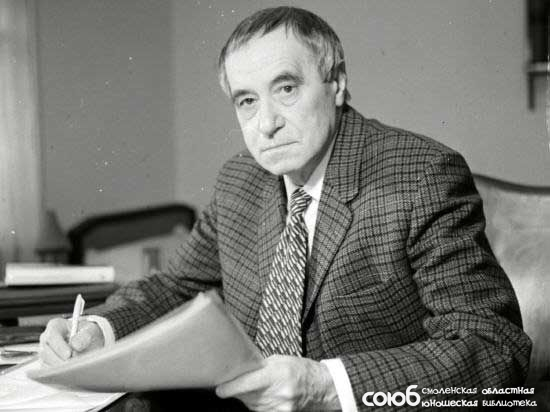 СОЮБ смоленская областная
юношеская библиотека